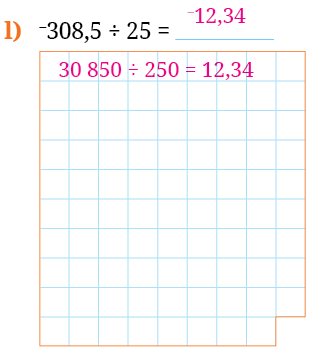 l) ⁻308,5 ÷ 25 = ⁻12,34
30 850 ÷ 250 = 12,34